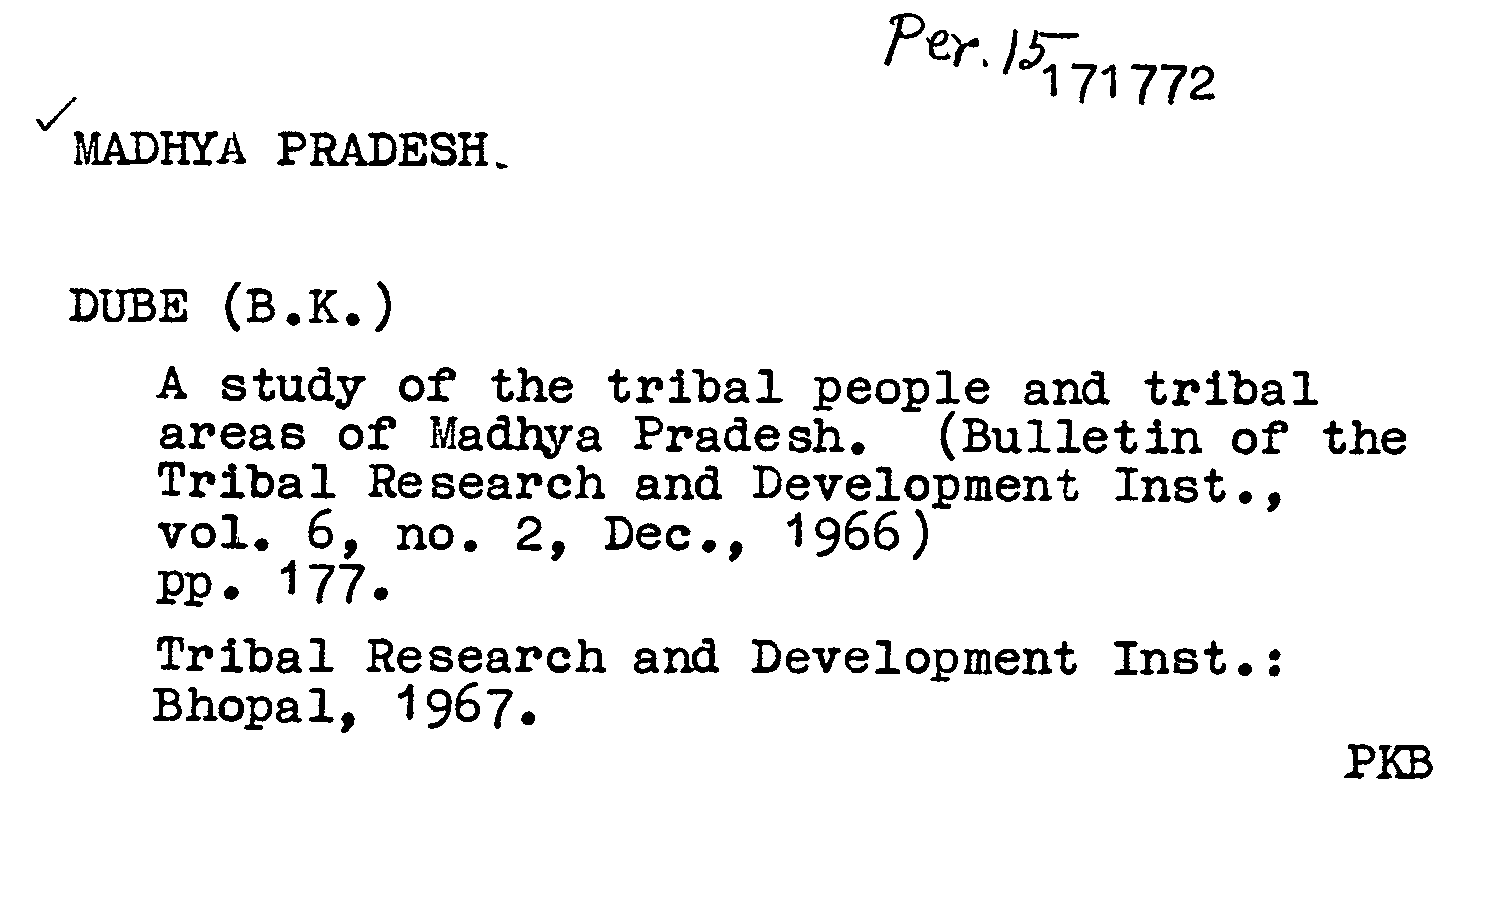 Per. 15
171772
✓
MADHYA PRADESH.
DUBE (B.K.)
A study of the tribal people and tribal
areas of Madhya Pradesh. (Bulletin of the
Tribal Research and Development Inst.,
vol. 6, no. 2, Dec., 1966)
pp. 177.
Tribal Research and Development Inst.:
Bhopal, 1967.
PKB